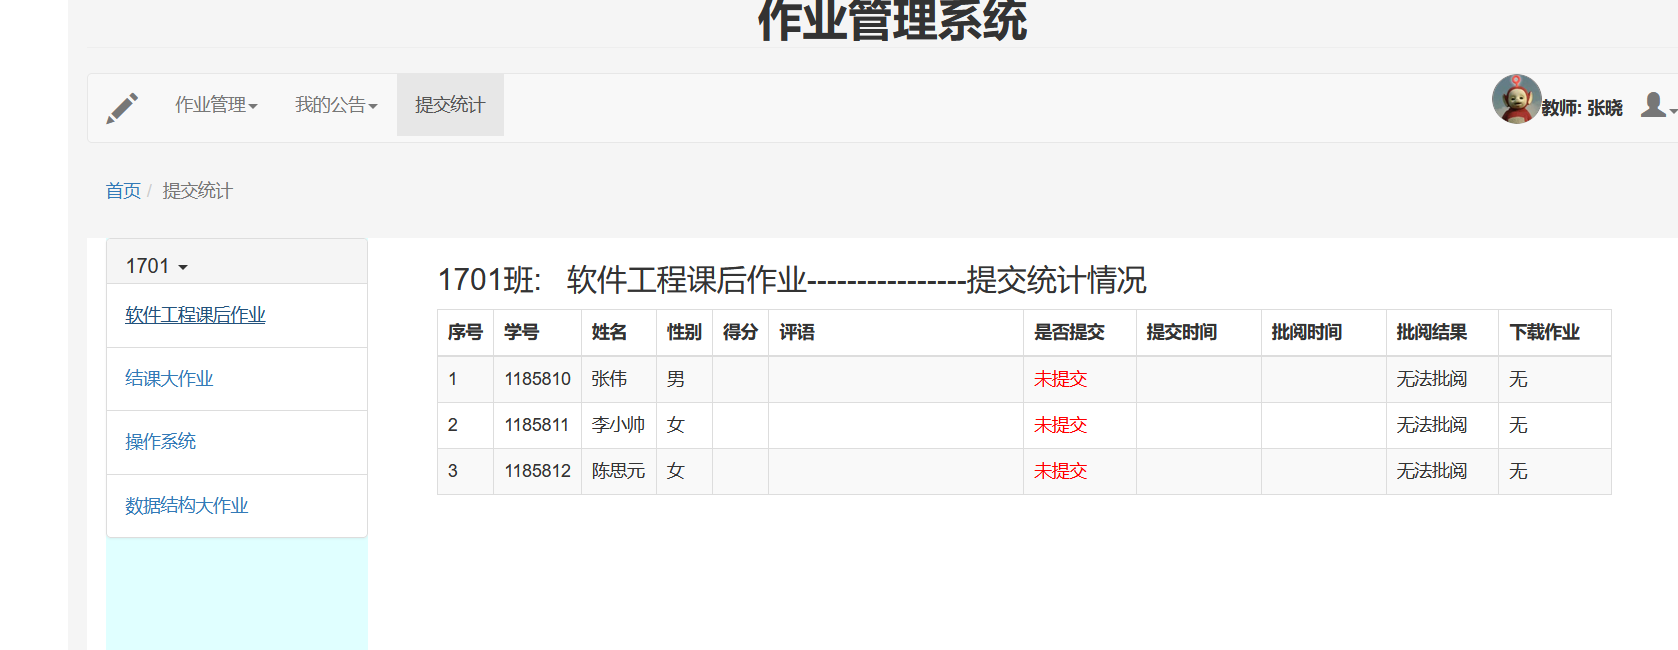 作业管理系统
作业管理 我的公告 提交统计 教师: 张晓
首页 / 提交统计
1701
软件工程课后作业
结课大作业
操作系统
数据结构大作业
1701班: 软件工程课后作业----------------提交统计情况
序号 学号 姓名 性别 得分 评语 是否提交 提交时间 批阅时间 批阅结果 下载作业
1 1185810 张伟 男 未提交 无法批阅 无
2 1185811 李小帅 女 未提交 无法批阅 无
3 1185812 陈思元 女 未提交 无法批阅 无